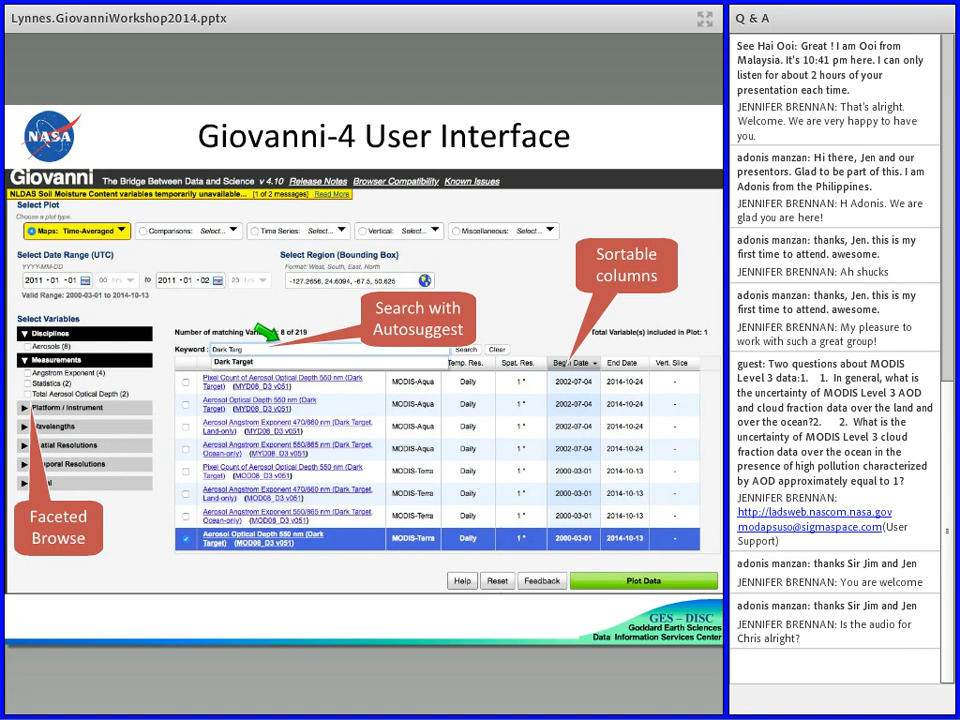 Lynnes.GiovanniWorkshop2014.pptx
NASA
Giovanni-4 User Interface
Giovanni The Bridge Between Data and Science v 4.10 Release Notes Browser Compatibility Known Issues
NLDAS Soil Moisture Content variables temporarily unavailable... [1 of 2 messages] Read More
Select Plot
Choose a plot type.
Maps: Time-Averaged Comparisons: Select... Time Series: Select... Vertical: Select... Miscellaneous: Select...
Select Date Range (UTC) Select Region (Bounding Box)
YYYY-MM-DD Format: West, South, East, North
2011 - 01 - 01 00 hrs to 2011 - 01 - 02 23 hrs -127.2656, 24.6094, -67.5, 50.625
Valid Range: 2000-03-01 to 2014-10-13
Sortable
columns
Search with
Autosuggest
Select Variables
Disciplines
Aerosols (8)
Measurements
Angstrom Exponent (4)
Statistics (2)
Total Aerosol Optical Depth (2)
Platform / Instrument
Faceted
Browse
Number of matching 8 of 219 Total Variable(s) included in Plot: 1
Keyword : Dark Targ Search Clear
Dark Target Temp. Res. Spat. Res. Date End Date Vert. Slice
Pixel Count of Aerosol Optical Depth 550 nm (Dark
Target) (MYD08_D3 v051) MODIS-Aqua Daily 1 ° 2002-07-04 2014-10-24 -
Aerosol Optical Depth 550 nm (Dark
Target) (MYD08_D3 v051) MODIS-Aqua Daily 1 ° 2002-07-04 2014-10-24 -
Aerosol Angstrom Exponent 470/660 nm (Dark Target,
Land-only) (MYD08_D3 v051) MODIS-Aqua Daily 1 ° 2002-07-04 2014-10-24 -
Aerosol Angstrom Exponent 550/865 nm (Dark Target,
Ocean-only) (MYD08_D3 v051) MODIS-Aqua Daily 1 ° 2002-07-04 2014-10-24 -
Pixel Count of Aerosol Optical Depth 550 nm (Dark
Target) (MOD08_D3 v051) MODIS-Terra Daily 1 ° 2000-03-01 2014-10-13 -
Aerosol Angstrom Exponent 470/660 nm (Dark Target,
Land-only) (MOD08_D3 v051) MODIS-Terra Daily 1 ° 2000-03-01 2014-10-13 -
Aerosol Angstrom Exponent 550/865 nm (Dark Target,
Ocean-only) (MOD08_D3 v051) MODIS-Terra Daily 1 ° 2000-03-01 2014-10-13 -
Aerosol Optical Depth 550 nm (Dark
Target) (MOD08_D3 v051) MODIS-Terra Daily 1 ° 2000-03-01 2014-10-13 -
Help Reset Feedback Plot Data
GES - DISC
Goddard Earth Sciences
Data Information Services Center
Q & A
See Hai Ooi: Great ! I am Ooi from
Malaysia. It's 10:41 pm here. I can only
listen for about 2 hours of your
presentation each time.
JENNIFER BRENNAN: That's alright.
Welcome. We are very happy to have
you.
adonis manzan: Hi there, Jen and our
presentors. Glad to be part of this. I am
Adonis from the Philippines.
JENNIFER BRENNAN: H Adonis. We are
glad you are here!
adonis manzan: thanks, Jen. this is my
first time to attend. awesome.
JENNIFER BRENNAN: Ah shucks
adonis manzan: thanks, Jen. this is my
first time to attend. awesome.
JENNIFER BRENNAN: My pleasure to
work with such a great group!
guest: Two questions about MODIS
Level 3 data:1. 1. In general, what is
the uncertainty of MODIS Level 3 AOD
and cloud fraction data over the land and
over the ocean?2. 2. What is the
uncertainty of MODIS Level 3 cloud
fraction data over the ocean in the
presence of high pollution characterized
by AOD approximately equal to 1?
JENNIFER BRENNAN:
http://ladsweb.nascom.nasa.gov
modapsuso@sigmaspace.com(User
Support)
adonis manzan: thanks Sir Jim and Jen
JENNIFER BRENNAN: You are welcome
adonis manzan: thanks Sir Jim and Jen
JENNIFER BRENNAN: Is the audio for
Chris alright?